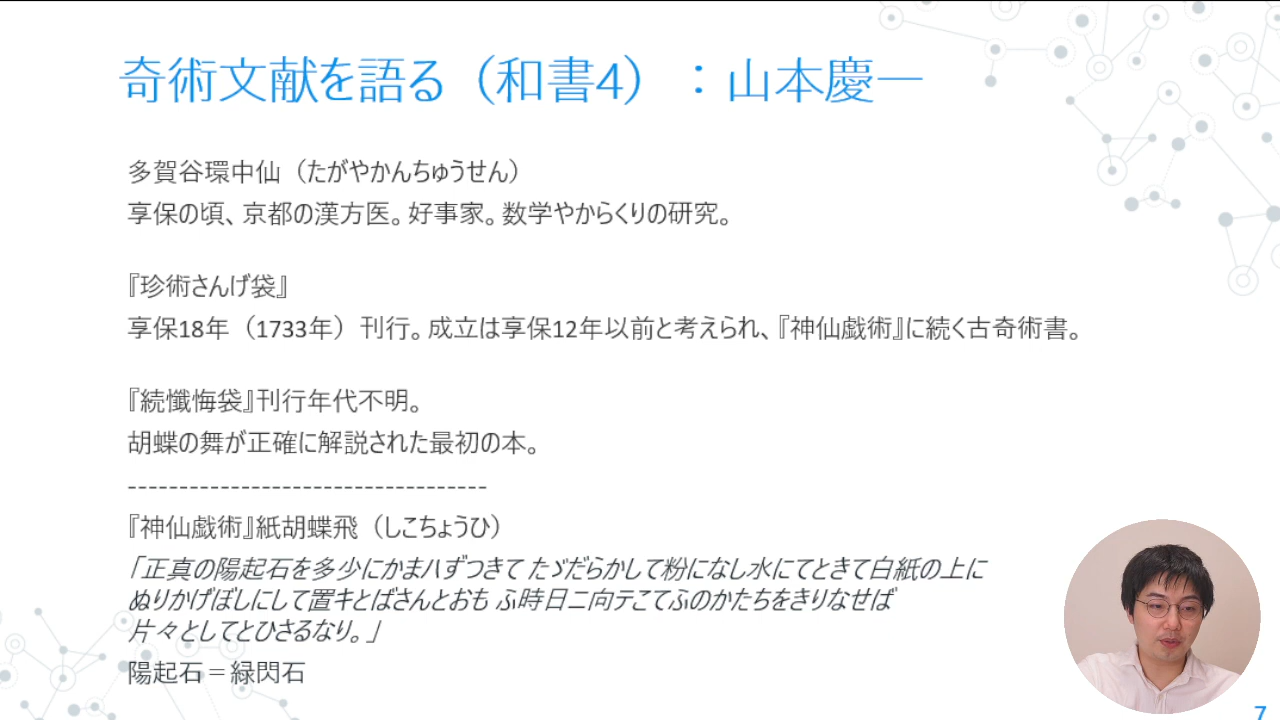 奇術文献を語る（和書4）：山本慶一
多賀谷環中仙（たがやかんちゅうせん）
享保の頃、京都の漢方医。好事家。数学やからくりの研究。
『珍術さんげ袋』
享保18年（1733年）刊行。成立は享保12年以前と考えられ、『神仙戯術』に続く古奇術書。
『続懺悔袋』刊行年代不明。
胡蝶の舞が正確に解説された最初の本。
----------------------------------
『神仙戯術』紙胡蝶飛（しこちょうひ）
「正真の陽起石を多少にかまハずつきて たゞだらかして粉になし水にてときて白紙の上に
ぬりかげぼしにして置キとばさんとおも ふ時日ニ向テこてふのかたちをきりなせば
片々としてとひさるなり。」
陽起石＝緑閃石
7